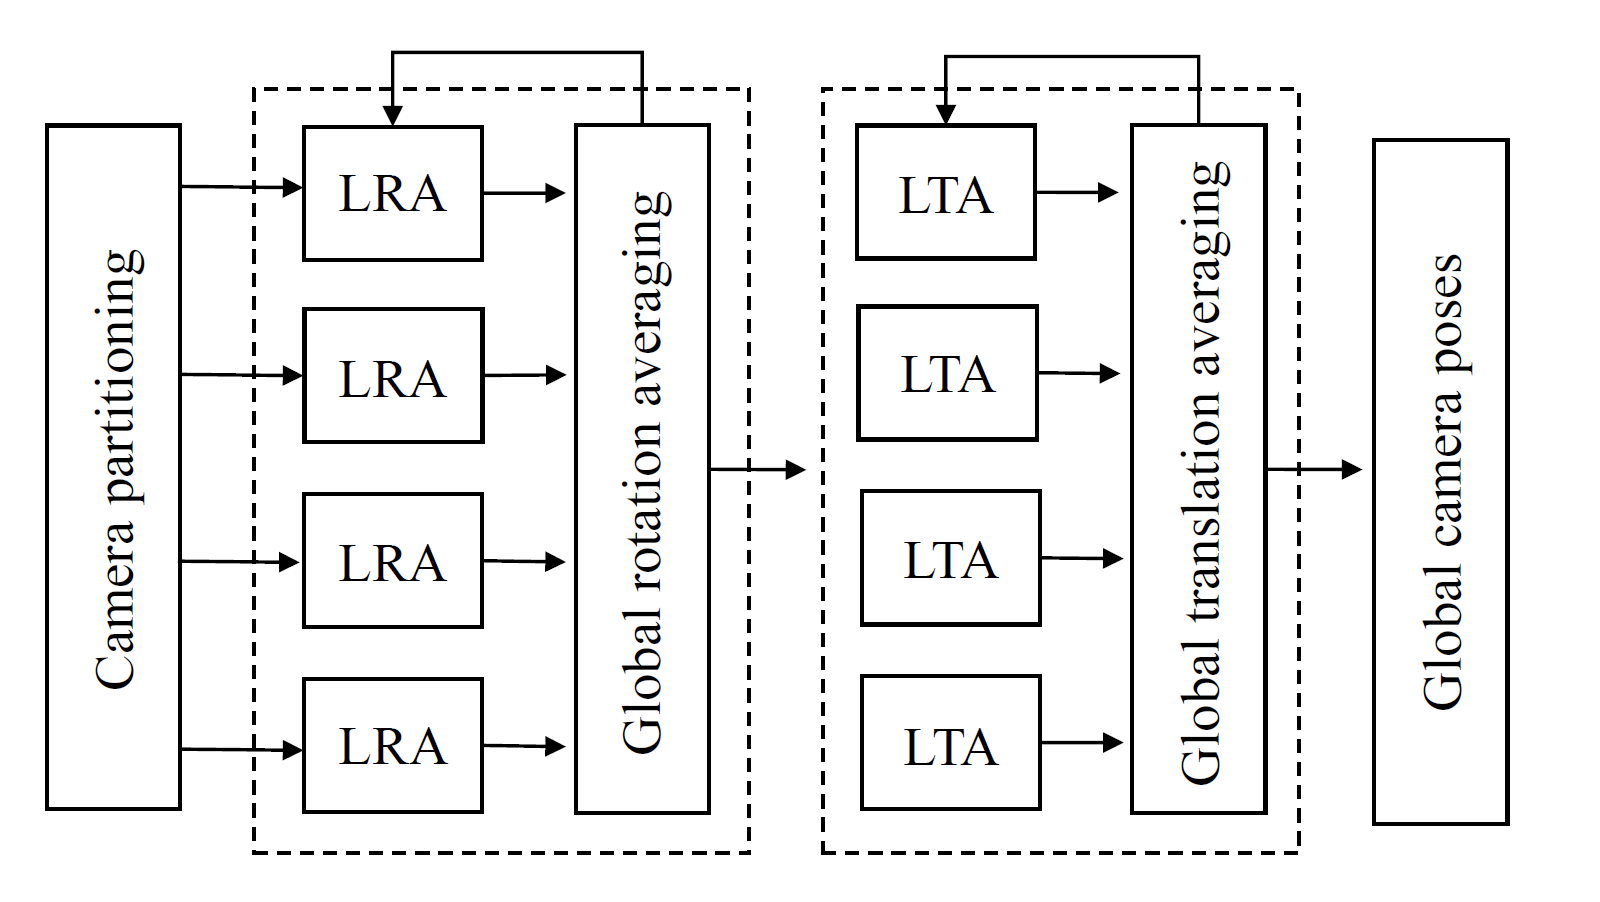 Camera partitioning
LRA
LRA
LRA
LRA
Global rotation averaging
LTA
LTA
LTA
LTA
Global translation averaging
Global camera poses